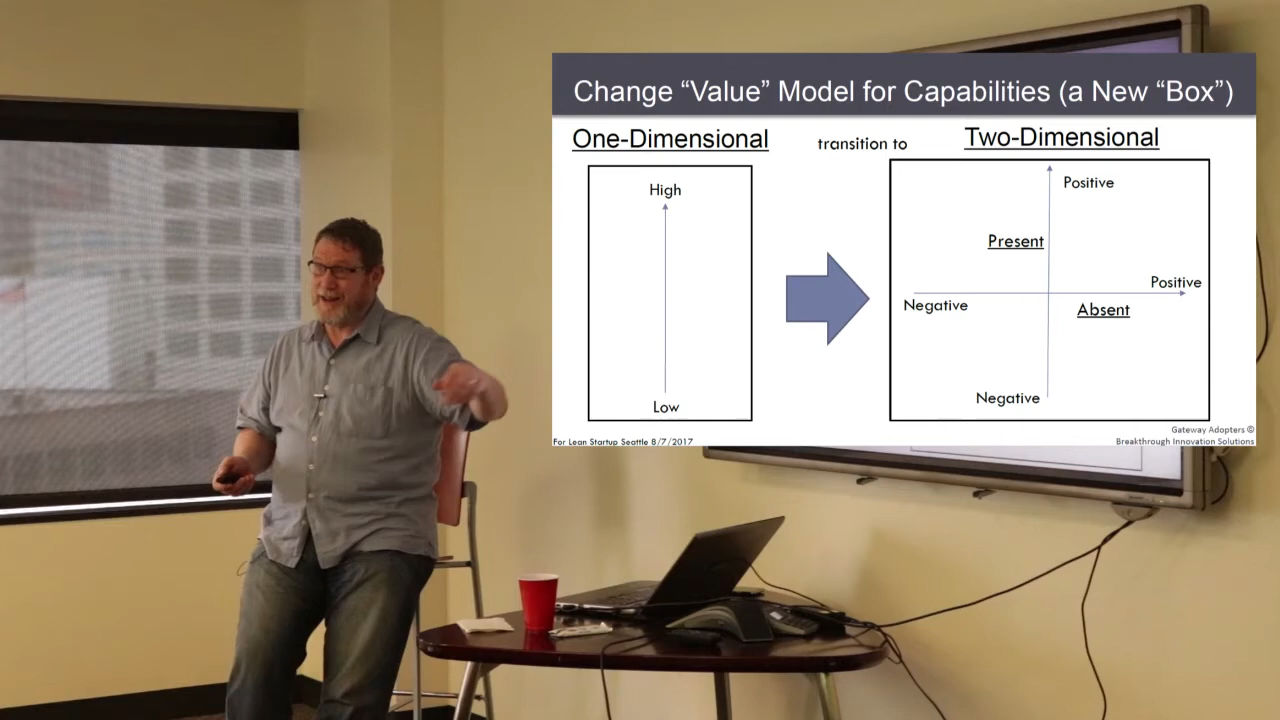 Change “Value” Model for Capabilities (a New “Box”)
One-Dimensional
transition to
Two-Dimensional
High
Low
Positive
Present
Positive
Negative
Absent
Negative
For Lean Startup Seattle 8/7/2017
Gateway Adopters ©
Breakthrough Innovation Solutions